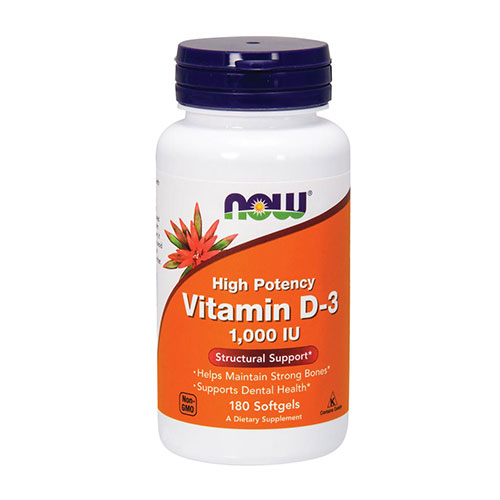 NOW®
High Potency
Vitamin D-3
1,000 IU
Structural Support*
•Helps Maintain Strong Bones*
•Supports Dental Health*
180 Softgels
Non-
GMO
A Dietary Supplement
K